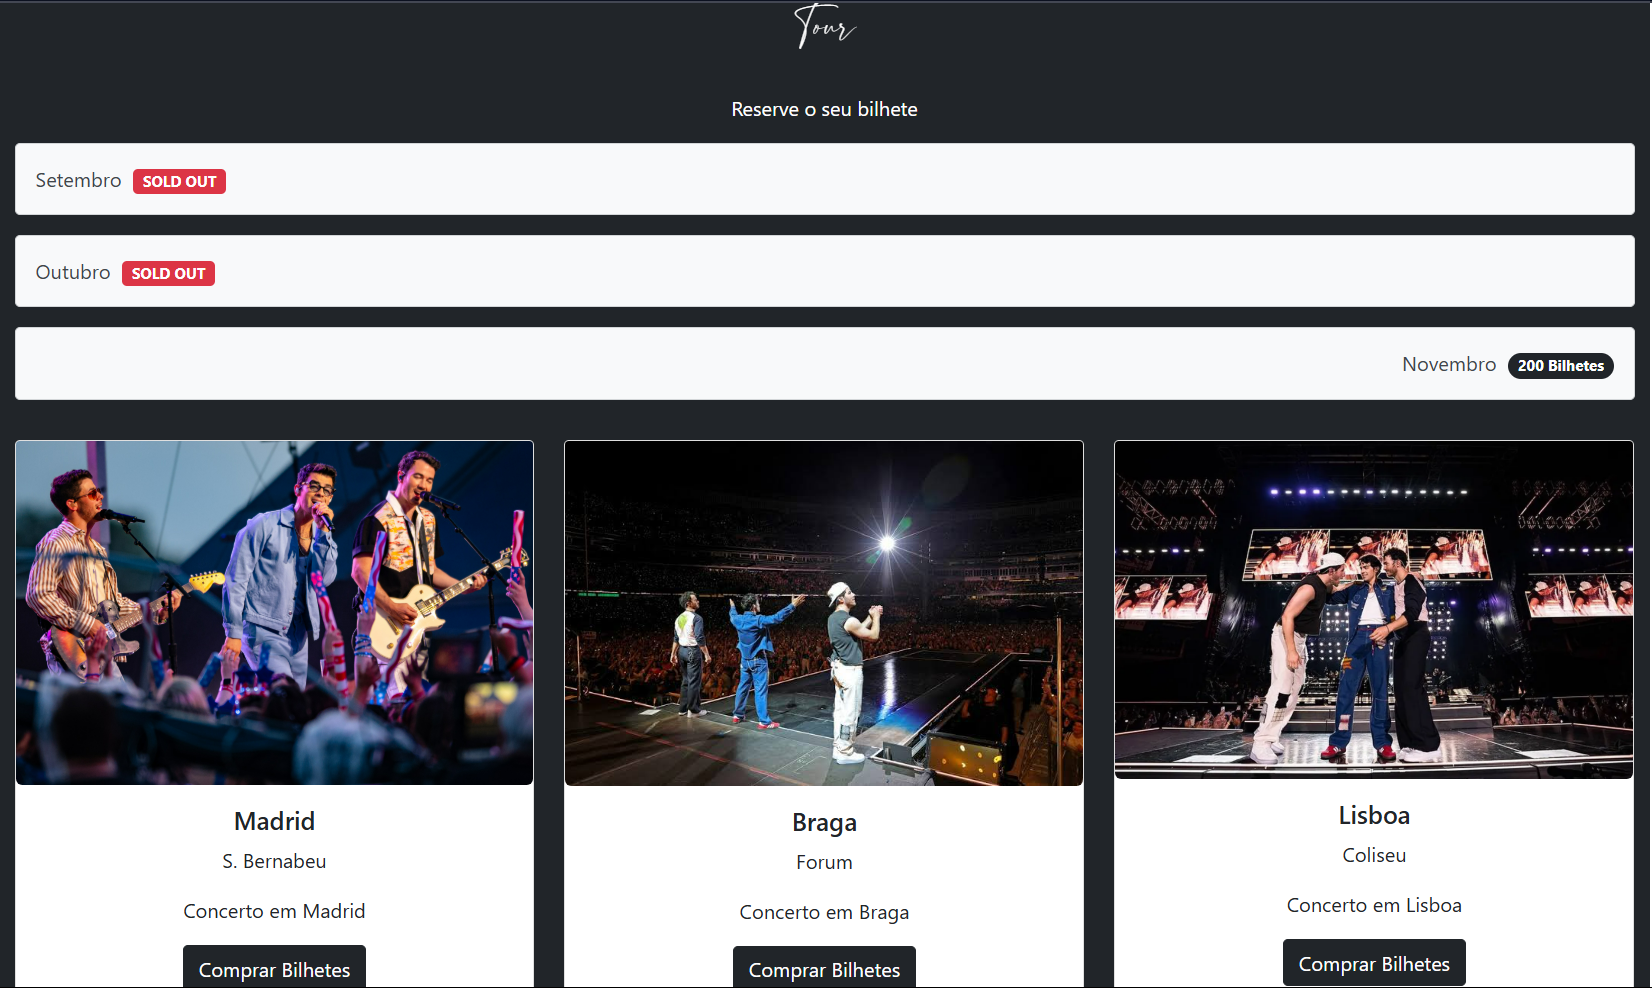 Tour
Reserve o seu bilhete
Setembro SOLD OUT
Outubro SOLD OUT
Novembro 200 Bilhetes
Madrid
S. Bernabeu
Concerto em Madrid
Comprar Bilhetes
Braga
Forum
Concerto em Braga
Comprar Bilhetes
Lisboa
Coliseu
Concerto em Lisboa
Comprar Bilhetes